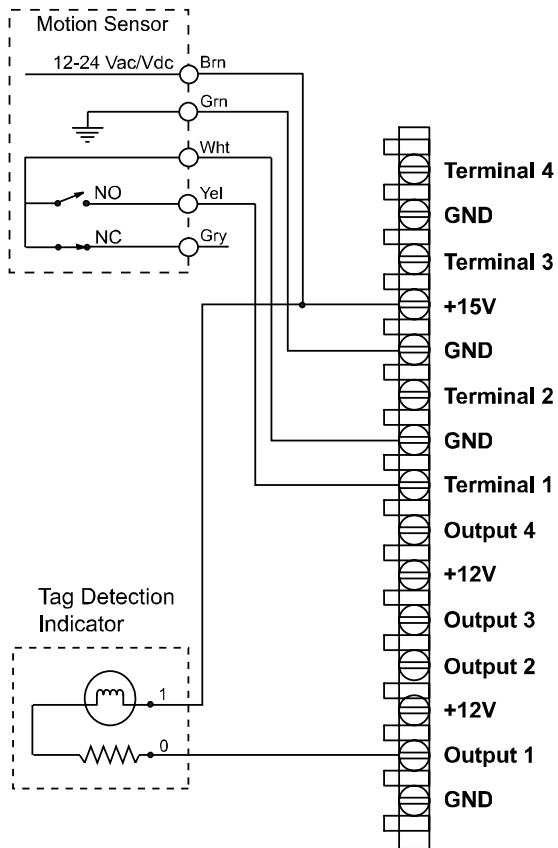 Motion Sensor
12-24 Vac/Vdc
Brn
Grn
Wht
NO
Yel
NC
Gry
Terminal 4
GND
Terminal 3
+15V
GND
Terminal 2
GND
Terminal 1
Output 4
+12V
Output 3
Output 2
+12V
Output 1
GND
Tag Detection
Indicator
1
0